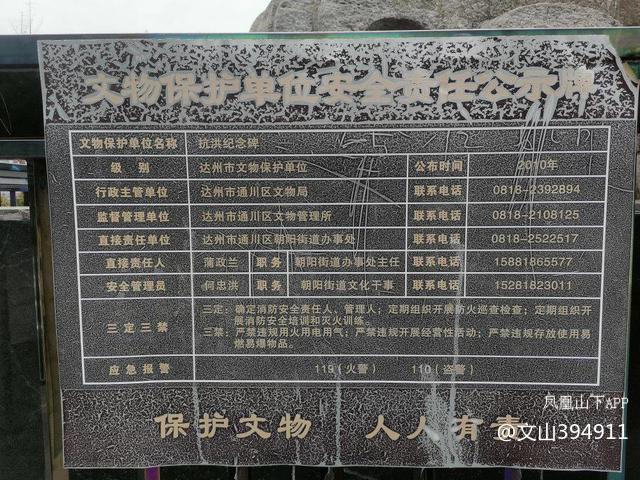 文物保护单位安全责任公示牌
文物保护单位名称 抗洪纪念碑
级 别 达州市文物保护单位 公布时间 2010年
行政主管单位 达州市通川区文物局 联系电话 0818-2392894
监督管理单位 达州市通川区文物管理所 联系电话 0818-2108125
直接责任单位 达州市通川区朝阳街道办事处 联系电话 0818-2522517
直接责任人 蒲政兰 职务 朝阳街道办事处主任 联系电话 15881865577
安全管理员 何忠洪 职务 朝阳街道文化干事 联系电话 15281823011
三定三禁
三定：确定消防安全责任人、管理人；定期组织开展防火巡查检查；定期组织开
展消防安全培训和灭火训练。
三禁：严禁违规用火用电用气；严禁违规开展经营性活动；严禁违规存放使用易
燃易爆物品。
应急报警 119（火警） 110（盗警）
保护文物 人人有责
凤凰山下APP
@文山394911